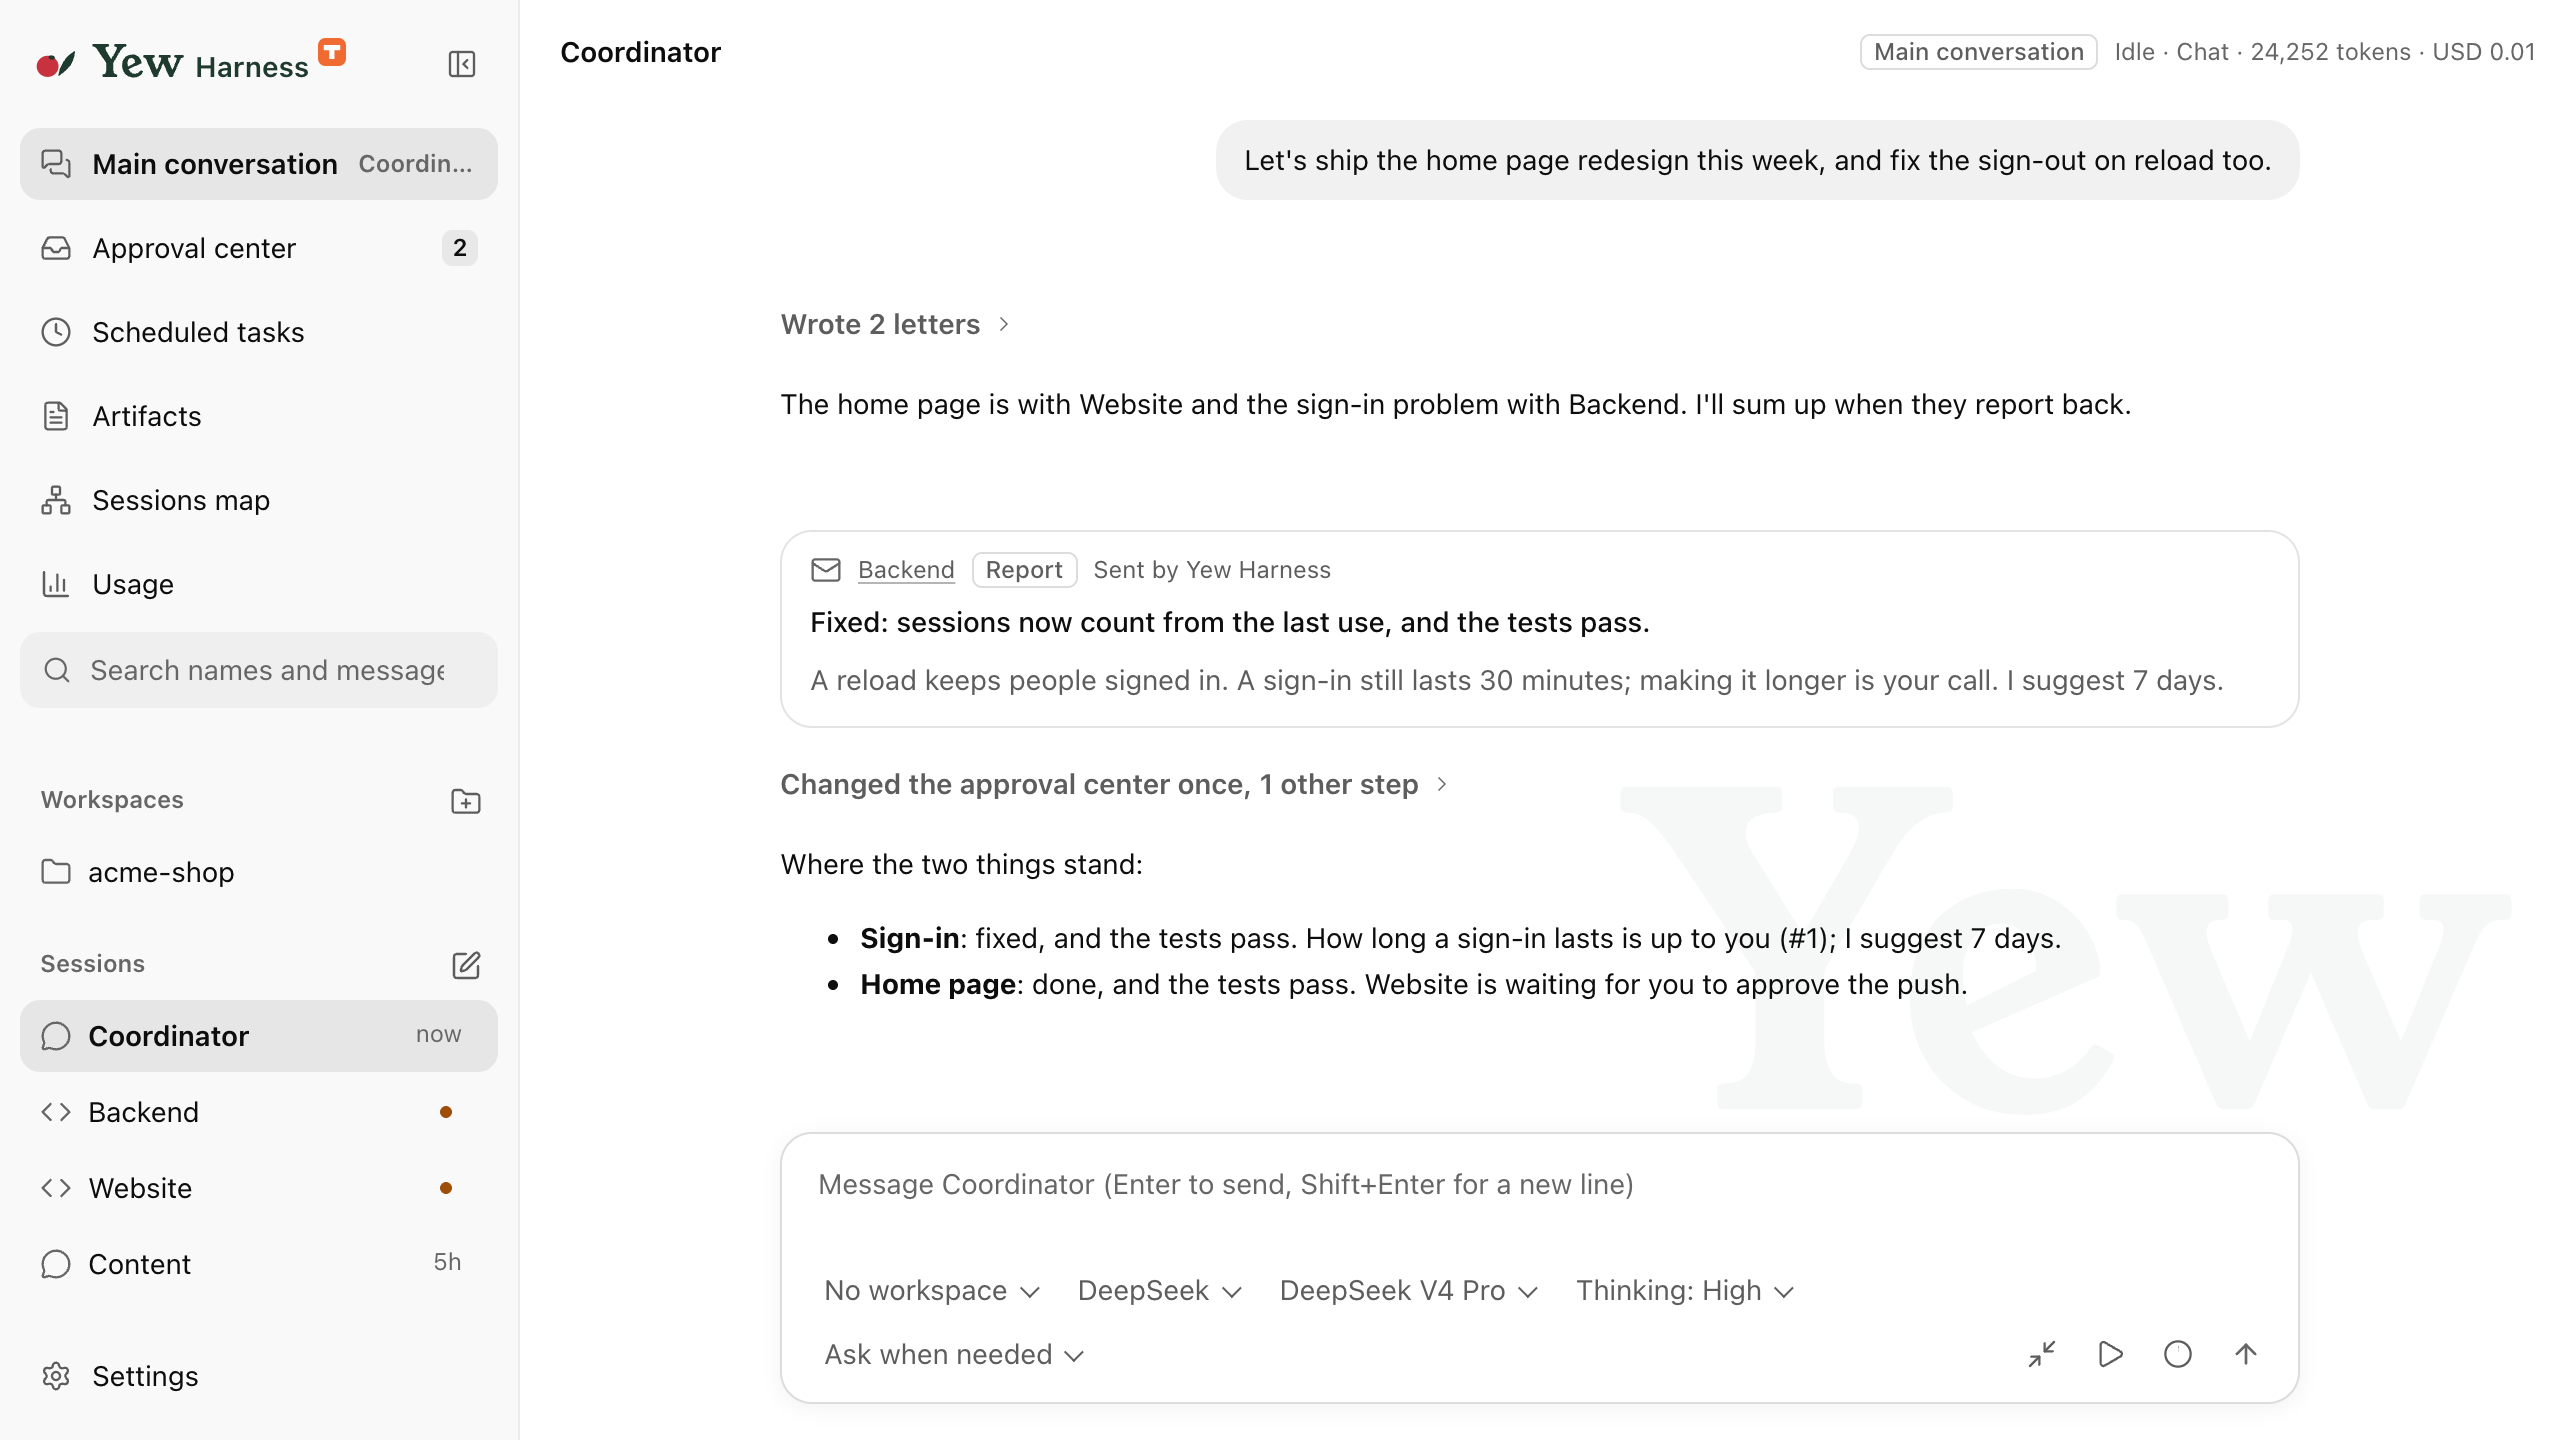 Yew Harness T
Main conversation Coordin...
Approval center 2
Scheduled tasks
Artifacts
Sessions map
Usage
Search names and message
Workspaces
acme-shop
Sessions
Coordinator now
Backend
Website
Content 5h
Settings
Coordinator
Main conversation Idle · Chat · 24,252 tokens · USD 0.01
Let's ship the home page redesign this week, and fix the sign-out on reload too.
Wrote 2 letters
The home page is with Website and the sign-in problem with Backend. I'll sum up when they report back.
Backend Report Sent by Yew Harness
Fixed: sessions now count from the last use, and the tests pass.
A reload keeps people signed in. A sign-in still lasts 30 minutes; making it longer is your call. I suggest 7 days.
Changed the approval center once, 1 other step
Where the two things stand:
• Sign-in: fixed, and the tests pass. How long a sign-in lasts is up to you (#1); I suggest 7 days.
• Home page: done, and the tests pass. Website is waiting for you to approve the push.
Yew
Message Coordinator (Enter to send, Shift+Enter for a new line)
No workspace DeepSeek DeepSeek V4 Pro Thinking: High
Ask when needed